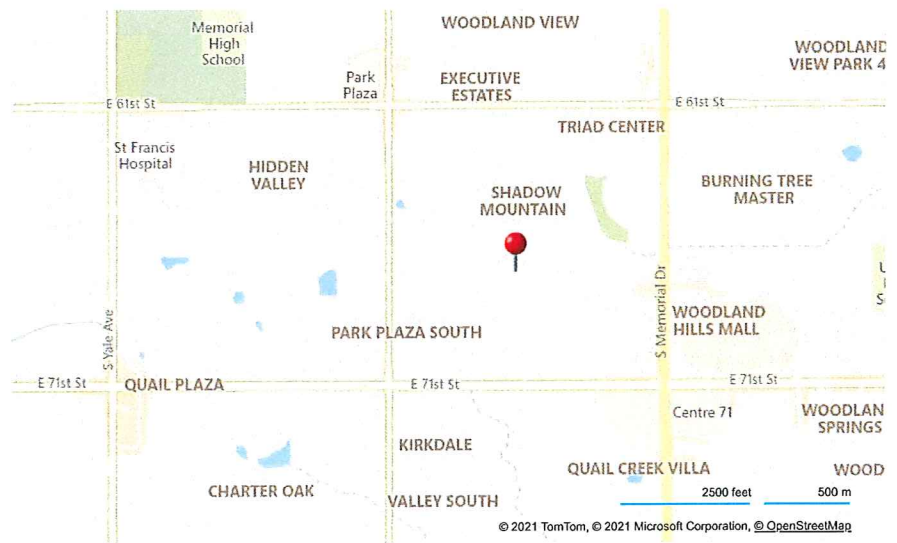 WOODLAND VIEW
Memorial
High
School
WOODLAND
VIEW PARK 4
Park
Plaza
EXECUTIVE
ESTATES
E 61st St
E 61st St
TRIAD CENTER
St Francis
Hospital
HIDDEN
VALLEY
BURNING TREE
MASTER
SHADOW
MOUNTAIN
S Yale Ave
S Memorial Dr
WOODLAND
HILLS MALL
PARK PLAZA SOUTH
E 71st St
QUAIL PLAZA
E 71st St
E 71st St
Centre 71
WOODLAN
SPRINGS
KIRKDALE
QUAIL CREEK VILLA
WOOD
CHARTER OAK
VALLEY SOUTH
2500 feet
500 m
© 2021 TomTom, © 2021 Microsoft Corporation, © OpenStreetMap